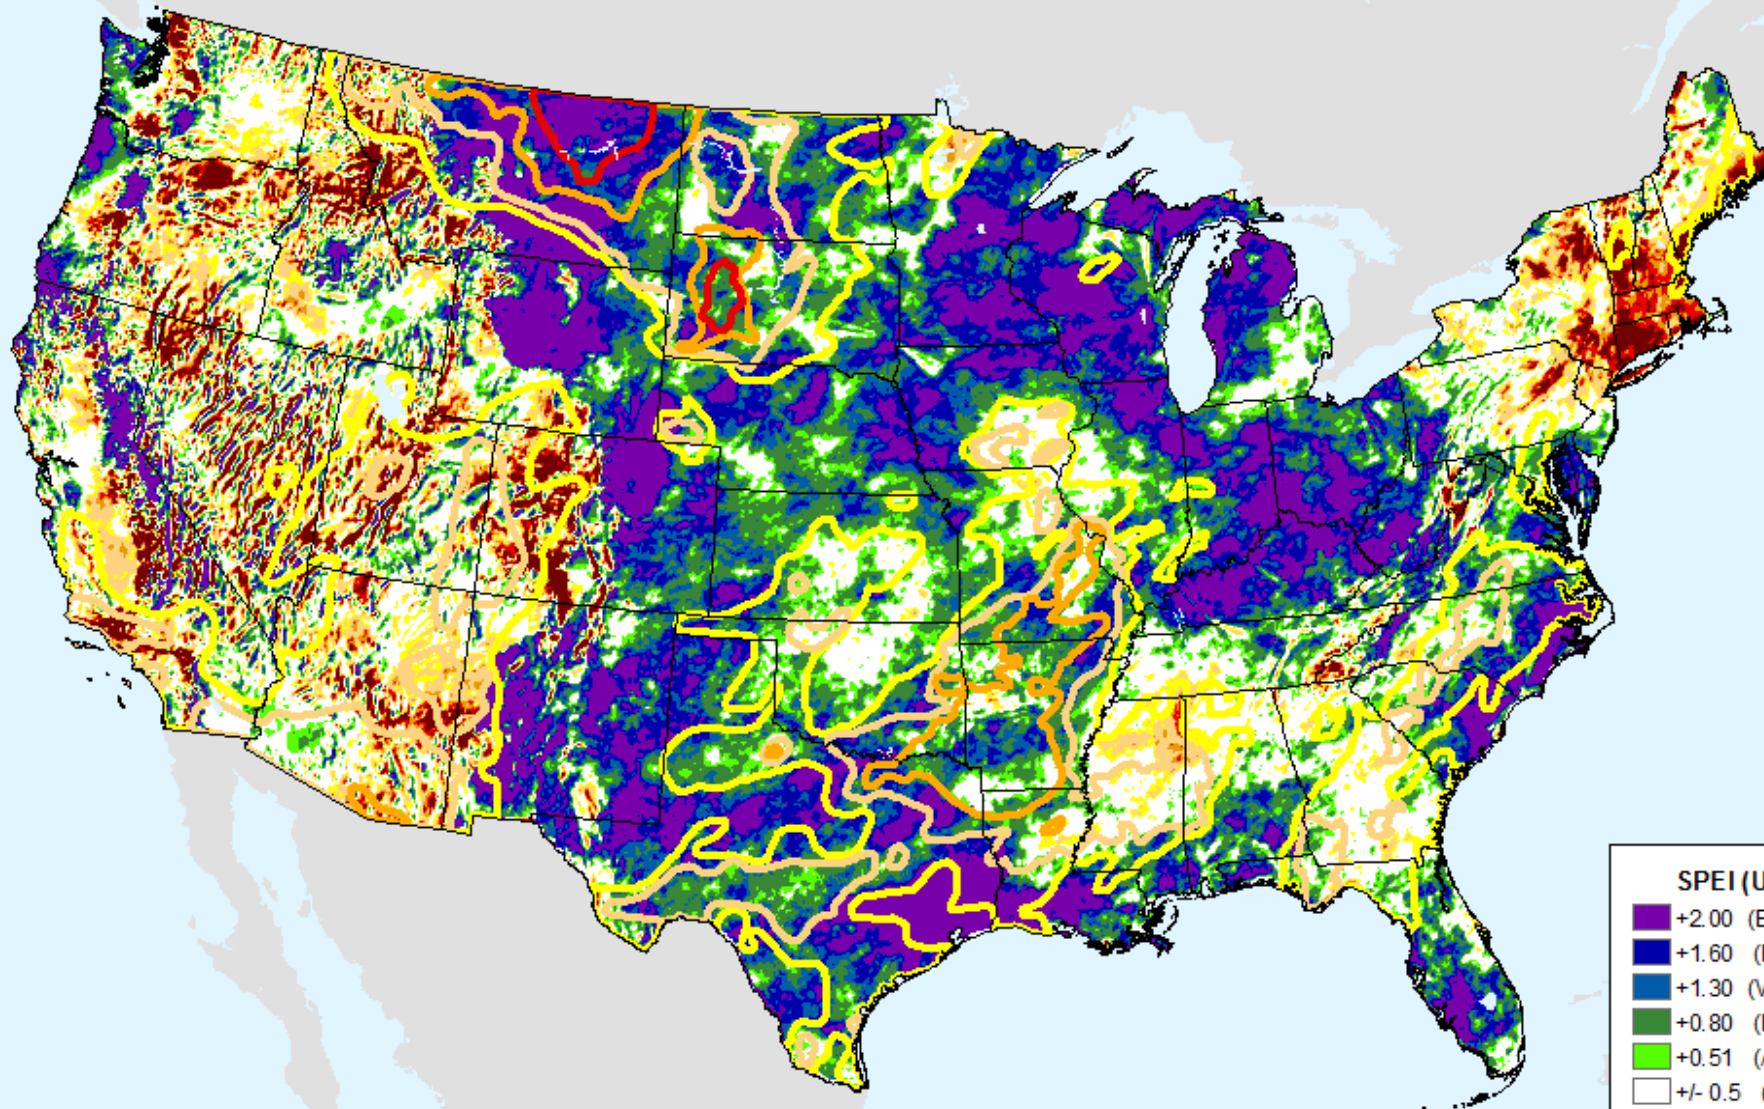 SPEI (U
+2.00 (E
+1.60 (
+1.30 (V
+0.80 (
+0.51 (
+/- 0.5 (